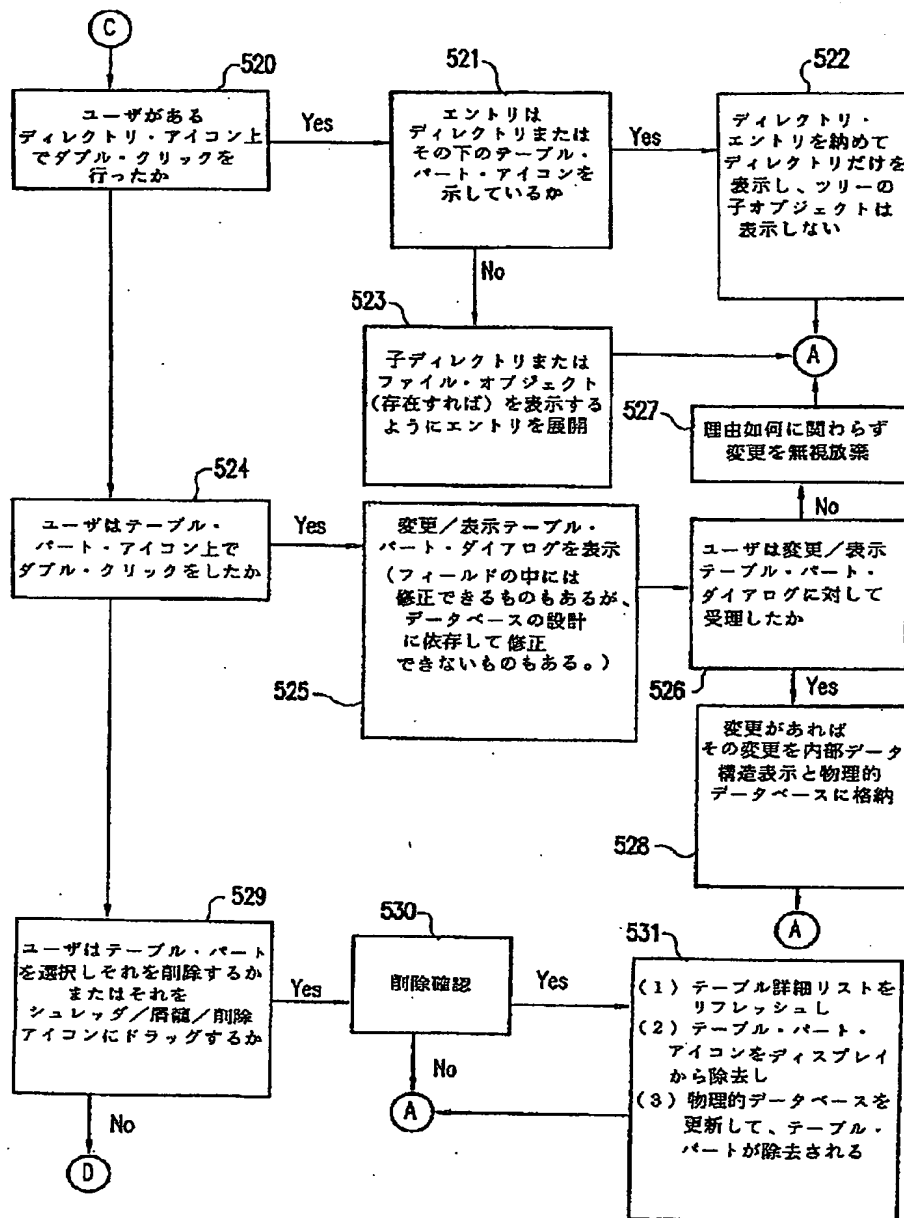 C
520
ユーザがある
ディレクトリ・アイコン上
でダブル・クリックを
行ったか
Yes
521
エントリは
ディレクトリまたは
その下のテーブル・
パート・アイコンを
示しているか
Yes
522
ディレクトリ・
エントリを納めて
ディレクトリだけを
表示し、ツリーの
子オブジェクトは
表示しない
No
523
子ディレクトリまたは
ファイル・オブジェクト
(存在すれば)を表示する
ようにエントリを展開
A
527
理由如何に関わらず
変更を無視放棄
No
524
ユーザはテーブル・
パート・アイコン上で
ダブル・クリックをしたか
Yes
変更/表示テーブル・
パート・ダイアログを表示
(フィールドの中には
修正できるものもあるが、
データベースの設計
に依存して修正
できないものもある。)
525
ユーザは変更/表示
テーブル・パート・
ダイアログに対して
受理したか
526
Yes
変更があれば
その変更を内部データ
構造表示と物理的
データベースに格納
528
A
529
ユーザはテーブル・パート
を選択しそれを削除するか
またはそれを
シュレッダ/屑籠/削除
アイコンにドラッグするか
Yes
530
削除確認
Yes
531
(1)テーブル詳細リストを
リフレッシュし
(2)テーブル・パート・
アイコンをディスプレイ
から除去し
(3)物理的データベースを
更新して、テーブル・
パートが除去される
No
A
No
D